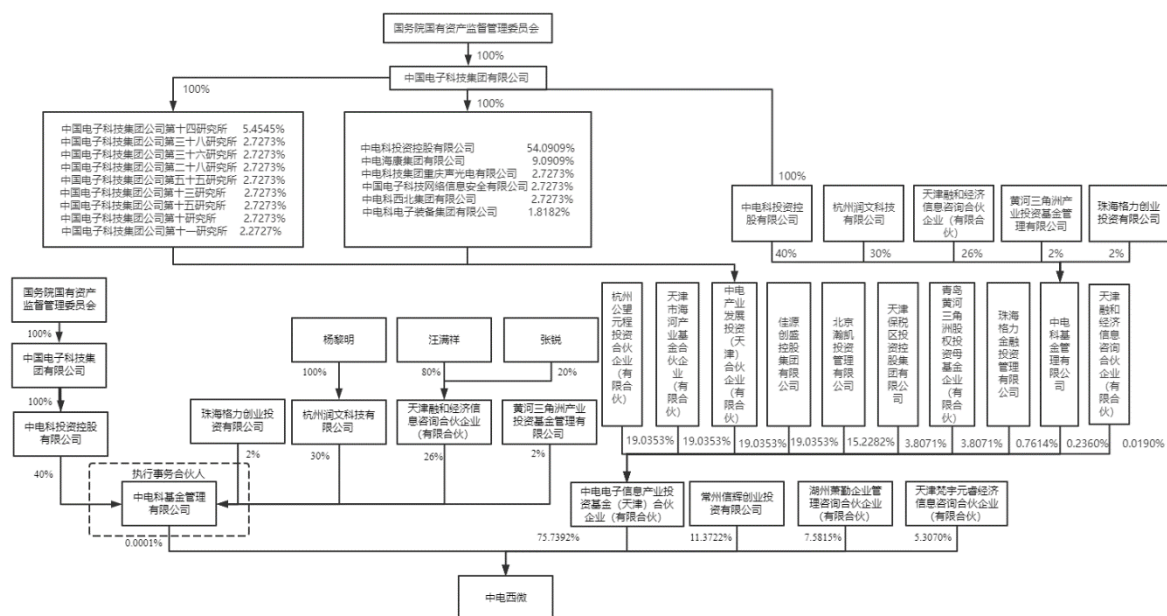 国务院国有资产监督管理委员会
100%
中国电子科技集团有限公司
100%
100%
中国电子科技集团公司第十四研究所 5.4545%
中国电子科技集团公司第三十八研究所 2.7273%
中国电子科技集团公司第三十六研究所 2.7273%
中国电子科技集团公司第二十八研究所 2.7273%
中国电子科技集团公司第五十五研究所 2.7273%
中国电子科技集团公司第十三研究所 2.7273%
中国电子科技集团公司第十五研究所 2.7273%
中国电子科技集团公司第十研究所 2.7273%
中国电子科技集团公司第十一研究所 2.2727%
中电科投资控股有限公司 54.0909%
中电海康集团有限公司 9.0909%
中电科技集团重庆声光电有限公司 2.7273%
中国电子科技网络信息安全有限公司 2.7273%
中电科西北集团有限公司 2.7273%
中电科电子装备集团有限公司 1.8182%
100%
中电科投资控
股有限公司
杭州润文科技
有限公司
天津融和经济
信息咨询合伙
企业（有限合
伙）
黄河三角洲产
业投资基金管
理有限公司
珠海格力创业
投资有限公司
40%
30%
26%
2%
2%
国务院国有资产
监督管理委员会
100%
中国电子科技集
团有限公司
100%
中电科投资控股
有限公司
40%
杨黎明
汪满祥
张锐
100%
80%
20%
珠海格力创业投
资有限公司
杭州润文科技有
限公司
天津融和经济信
息咨询合伙企业
（有限合伙）
黄河三角洲产业
投资基金管理有
限公司
2%
30%
26%
2%
杭州公望元程投资合伙企业（有限合伙）
天津市海河产业基金合伙企业（有限合伙）
中电产业发展投资（天津）合伙企业（有限合伙）
佳源创盛控股集团有限公司
北京瀚凯投资管理有限公司
天津保税区投资控股集团有限公司
青岛黄河三角洲股权投资母基金企业（有限合伙）
珠海格力金融投资管理有限公司
中电科基金管理有限公司
天津融和经济信息咨询合伙企业（有限合伙）
19.0353%
19.0353%
19.0353%
19.0353%
15.2282%
3.8071%
3.8071%
0.7614%
0.2360%
0.0190%
执行事务合伙人
中电科基金管理
有限公司
0.0001%
中电电子信息产业投
资基金（天津）合伙
企业（有限合伙）
常州信辉创业投
资有限公司
湖州萧勤企业管
理咨询合伙企业
（有限合伙）
天津梵宇元睿经济
信息咨询合伙企业
（有限合伙）
75.7392%
11.3722%
7.5815%
5.3070%
中电西微